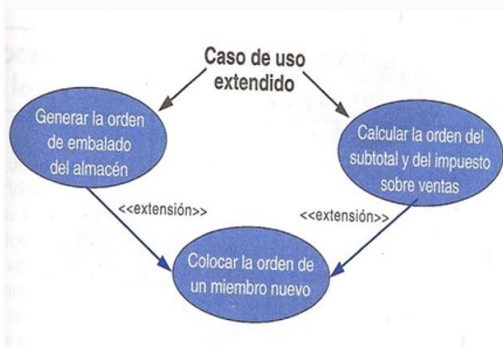 Caso de uso
extendido
Generar la orden
de embalado
del almacén
Calcular la orden del
subtotal y del impuesto
sobre ventas
<<extensión>>
<<extensión>>
Colocar la orden de
un miembro nuevo